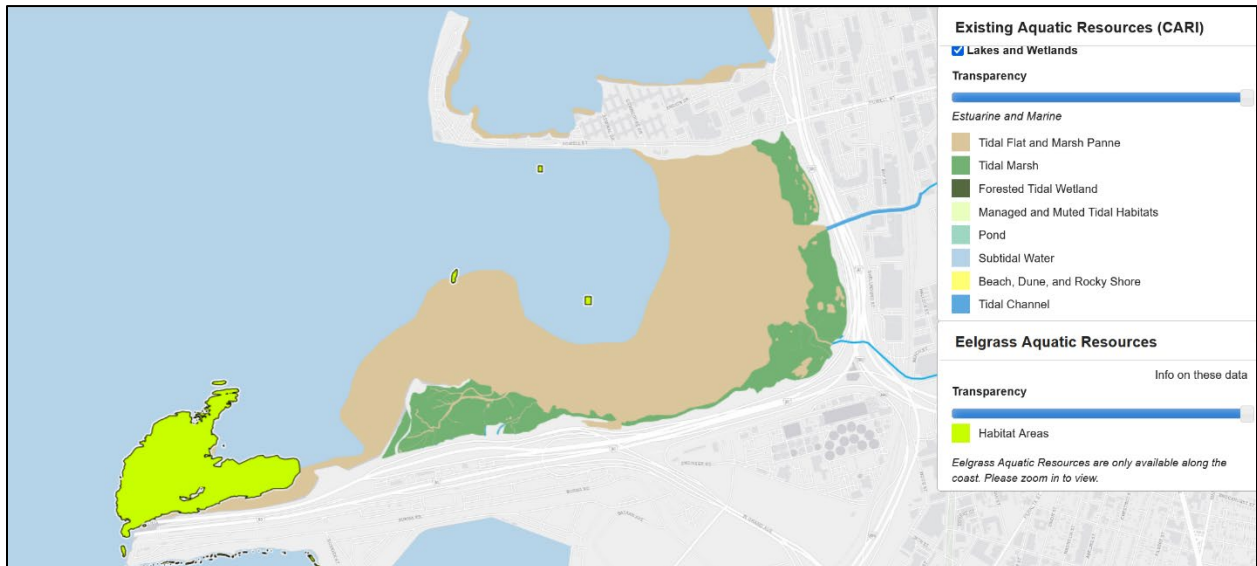 Existing Aquatic Resources (CARI)
Lakes and Wetlands
Transparency
Estuarine and Marine
Tidal Flat and Marsh Panne
Tidal Marsh
Forested Tidal Wetland
Managed and Muted Tidal Habitats
Pond
Subtidal Water
Beach, Dune, and Rocky Shore
Tidal Channel
Eelgrass Aquatic Resources
Info on these data
Transparency
Habitat Areas
Eelgrass Aquatic Resources are only available along the
coast. Please zoom in to view.
POWELL ST